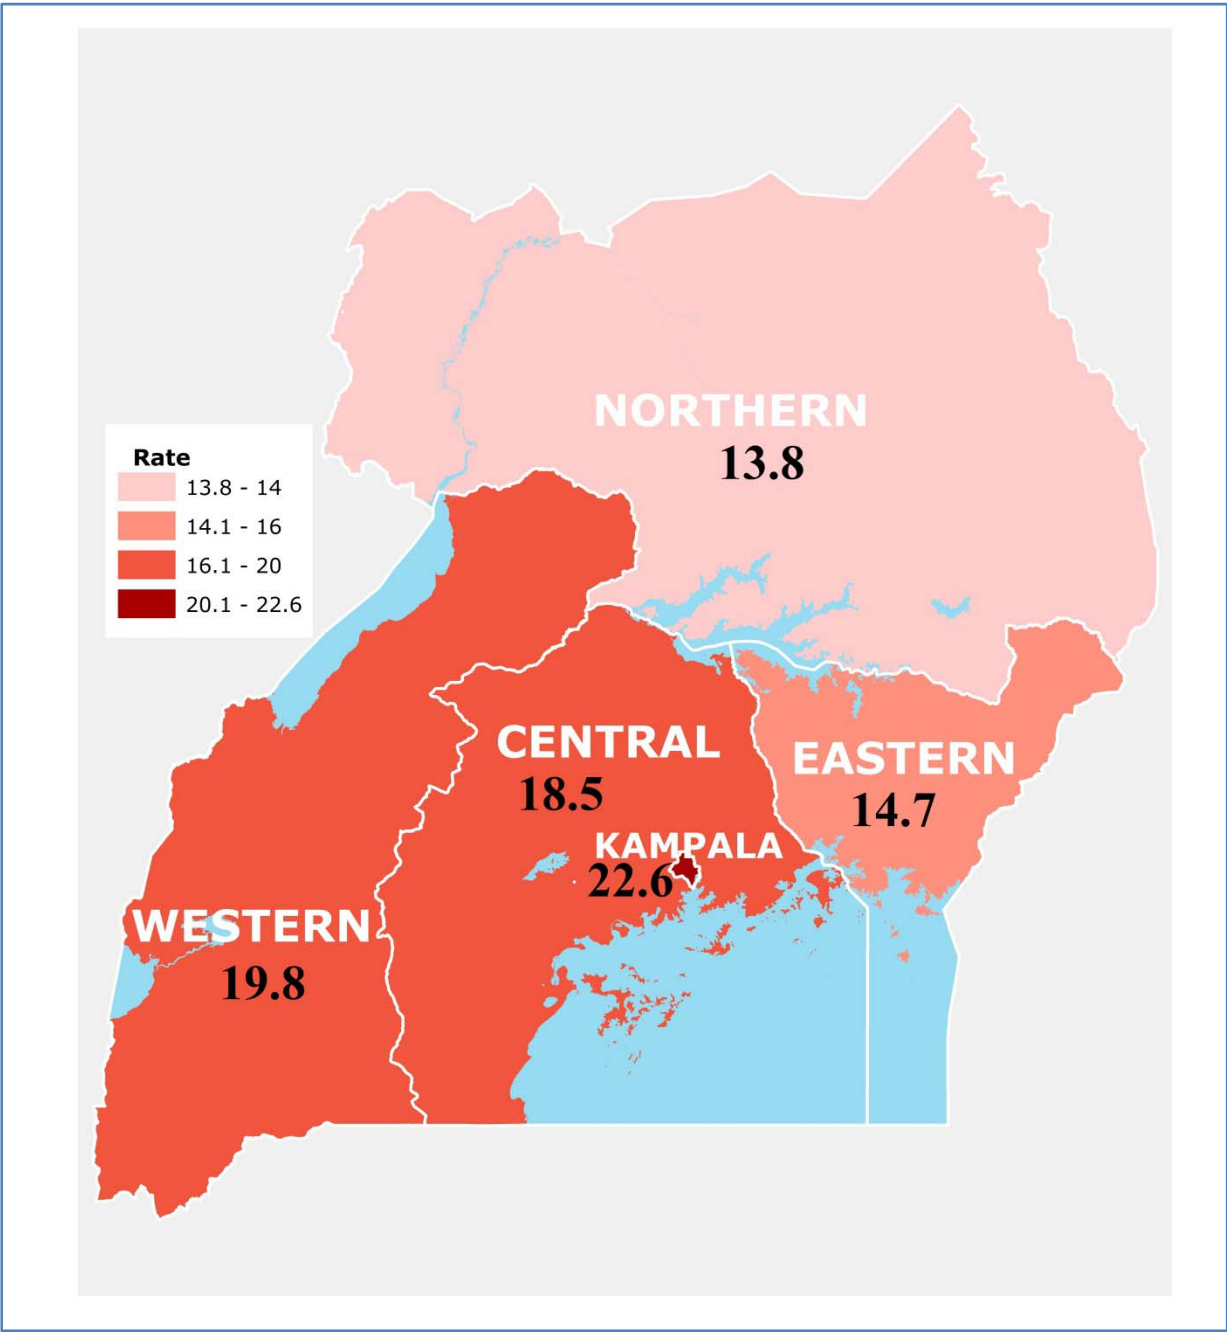 NORTHERN
13.8
Rate
13.8 - 14
14.1 - 16
16.1 - 20
20.1 - 22.6
CENTRAL
18.5
EASTERN
14.7
KAMPALA
22.6
WESTERN
19.8